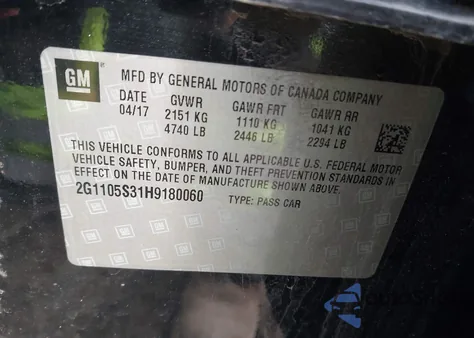 GM
MFD BY GENERAL MOTORS OF CANADA COMPANY
DATE GVWR GAWR FRT GAWR RR
04/17 2151 KG 1110 KG 1041 KG
4740 LB 2446 LB 2294 LB
THIS VEHICLE CONFORMS TO ALL APPLICABLE U.S. FEDERAL MOTOR
VEHICLE SAFETY, BUMPER, AND THEFT PREVENTION STANDARDS IN
EFFECT ON THE DATE OF MANUFACTURE SHOWN ABOVE.
2G1105S31H9180060 TYPE: PASS CAR